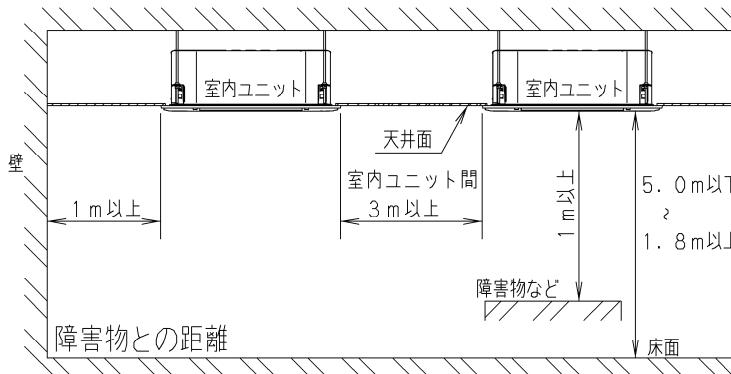 室内ユニット
室内ユニット
天井面
壁
室内ユニット間
1m以上
3m以上
1m以上
5.0m以下
~
1.8m以上
障害物など
障害物との距離
床面